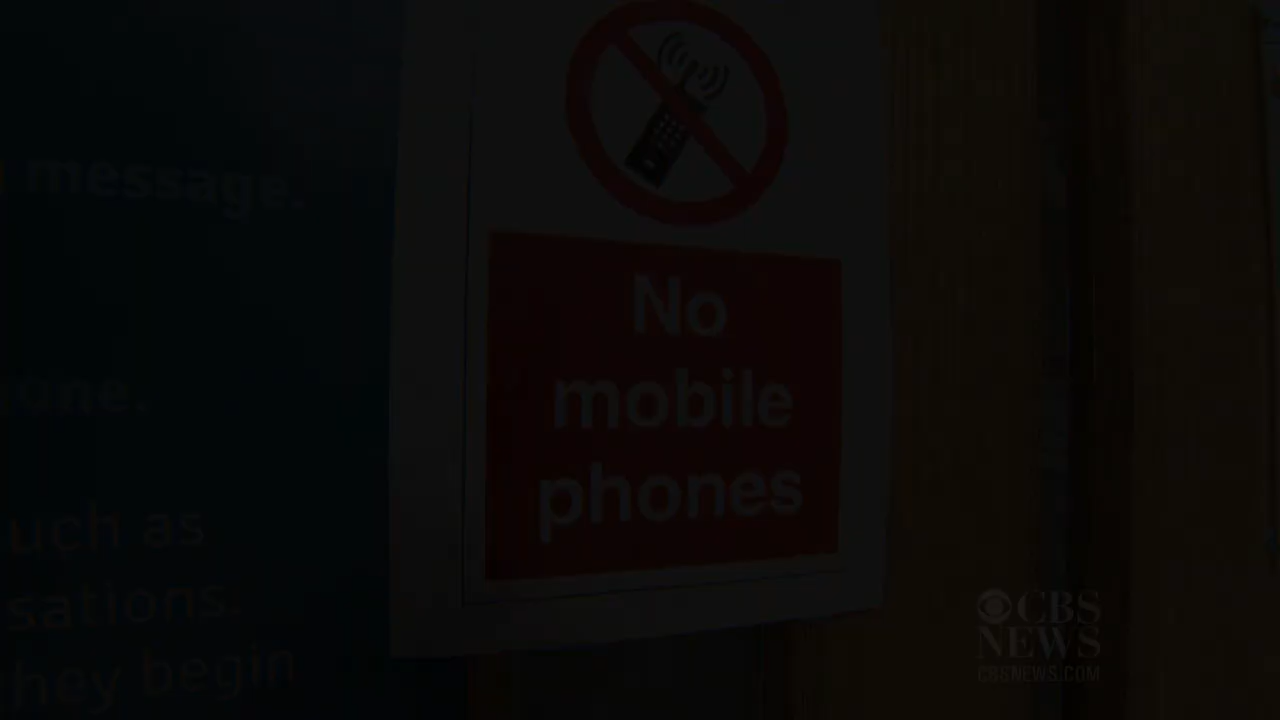 message.
one.
uch as
sations.
hey begin
No
mobile
phones
CBS
NEWS
CBSNEWS.COM